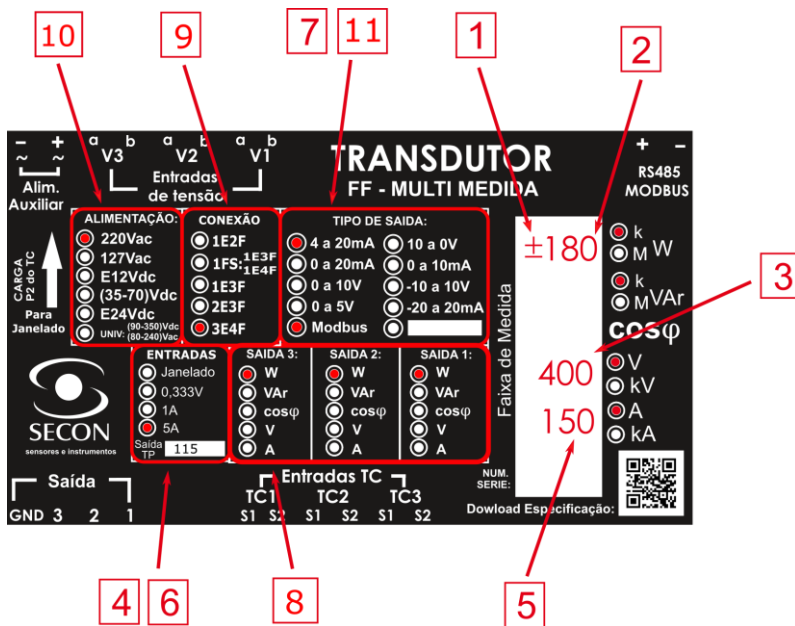 10
9
7
11
1
2
- +
~ ~
Alim.
Auxiliar
a b a b a b
V3 V2 V1
Entradas
de tensão
TRANSDUTOR
FF - MULTI MEDIDA
+ -
RS485
MODBUS
CARGA
P2 do TC
Para
Janelado
ALIMENTAÇÃO:
220Vac
127Vac
E12Vdc
(35-70)Vdc
E24Vdc
UNIV: (90-350)Vdc
(80-240)Vac
CONEXÃO
1E2F
1FS: 1E3F
1E4F
1E3F
2E3F
3E4F
TIPO DE SAIDA:
4 a 20mA
0 a 20mA
0 a 10V
0 a 5V
Modbus
10 a 0V
0 a 10mA
-10 a 10V
-20 a 20mA
Faixa de Medida
±180
400
150
k
M W
k
M VAr
cosφ
V
kV
A
kA
3
SECON
sensores e instrumentos
ENTRADAS
Janelado
0,333V
1A
5A
Saída
TP 115
SAIDA 3:
W
VAr
cosφ
V
A
SAIDA 2:
W
VAr
cosφ
V
A
SAIDA 1:
W
VAr
cosφ
V
A
NUM.
SERIE:
Dowload Especificação:
Saída
GND 3 2 1
Entradas TC
TC1 TC2 TC3
S1 S2 S1 S2 S1 S2
4
6
8
5